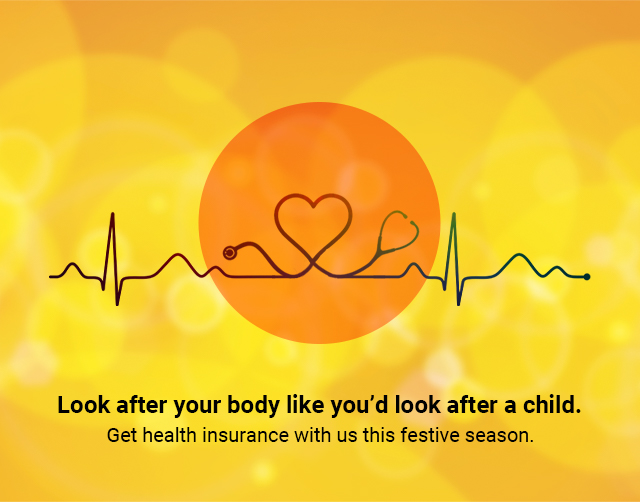 Look after your body like you’d look after a child.
Get health insurance with us this festive season.